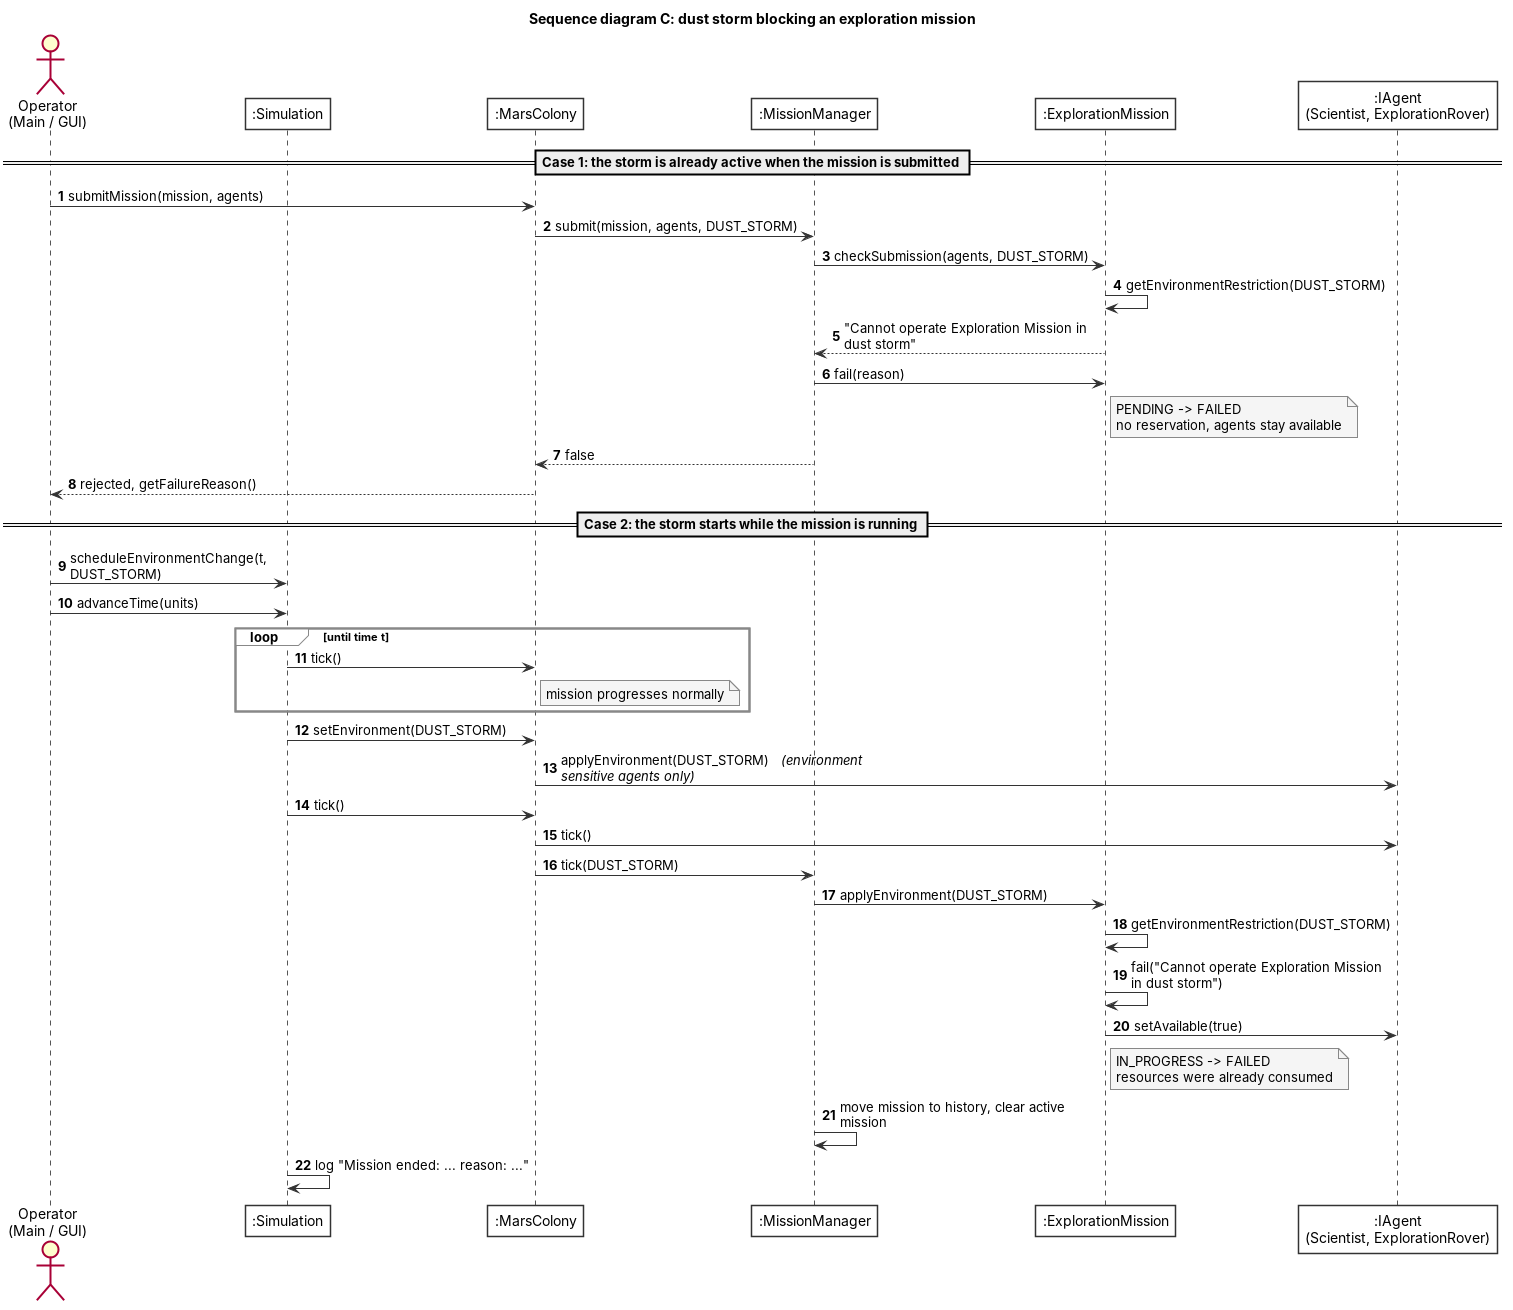 Sequence diagram C: dust storm blocking an exploration mission
Operator
(Main / GUI)
:Simulation
:MarsColony
:MissionManager
:ExplorationMission
:IAgent
(Scientist, ExplorationRover)
Case 1: the storm is already active when the mission is submitted
1 submitMission(mission, agents)
2 submit(mission, agents, DUST_STORM)
3 checkSubmission(agents, DUST_STORM)
4 getEnvironmentRestriction(DUST_STORM)
5 "Cannot operate Exploration Mission in
dust storm"
6 fail(reason)
PENDING -> FAILED
no reservation, agents stay available
7 false
8 rejected, getFailureReason()
Case 2: the storm starts while the mission is running
9 scheduleEnvironmentChange(t,
DUST_STORM)
10 advanceTime(units)
loop [until time t]
11 tick()
mission progresses normally
12 setEnvironment(DUST_STORM)
13 applyEnvironment(DUST_STORM) (environment
sensitive agents only)
14 tick()
15 tick()
16 tick(DUST_STORM)
17 applyEnvironment(DUST_STORM)
18 getEnvironmentRestriction(DUST_STORM)
19 fail("Cannot operate Exploration Mission
in dust storm")
20 setAvailable(true)
IN_PROGRESS -> FAILED
resources were already consumed
21 move mission to history, clear active
mission
22 log "Mission ended: ... reason: ..."
Operator
(Main / GUI)
:Simulation
:MarsColony
:MissionManager
:ExplorationMission
:IAgent
(Scientist, ExplorationRover)